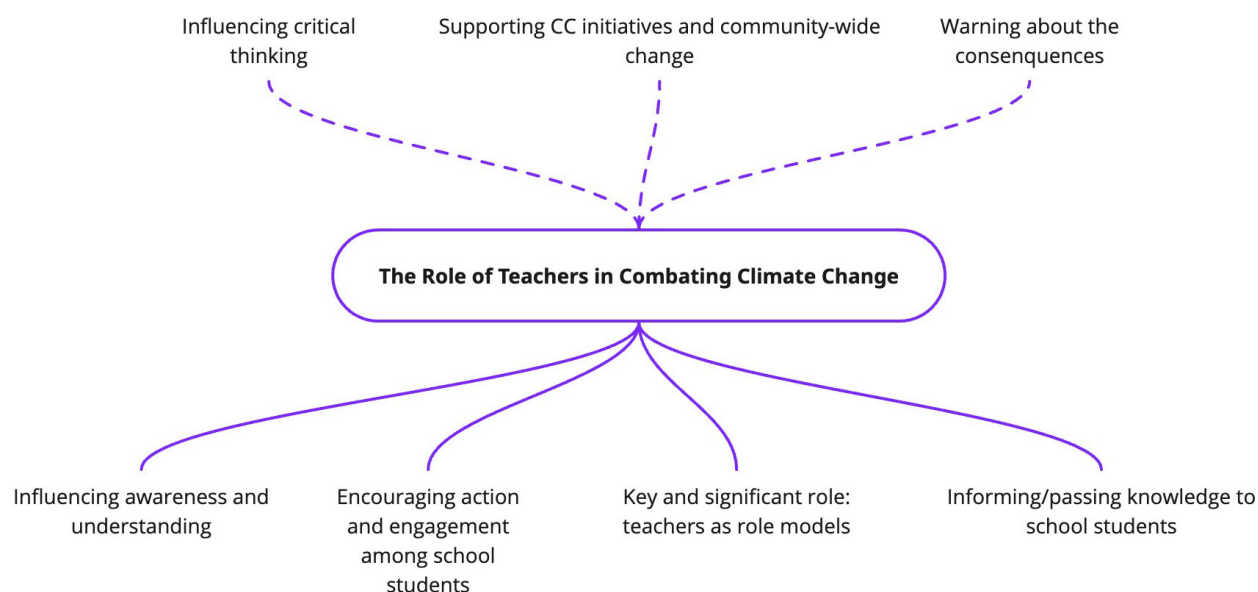 Influencing critical
thinking
Supporting CC initiatives and community-wide
change
Warning about the
consenquences
The Role of Teachers in Combating Climate Change
Influencing awareness and
understanding
Encouraging action
and engagement
among school
students
Key and significant role:
teachers as role models
Informing/passing knowledge to
school students